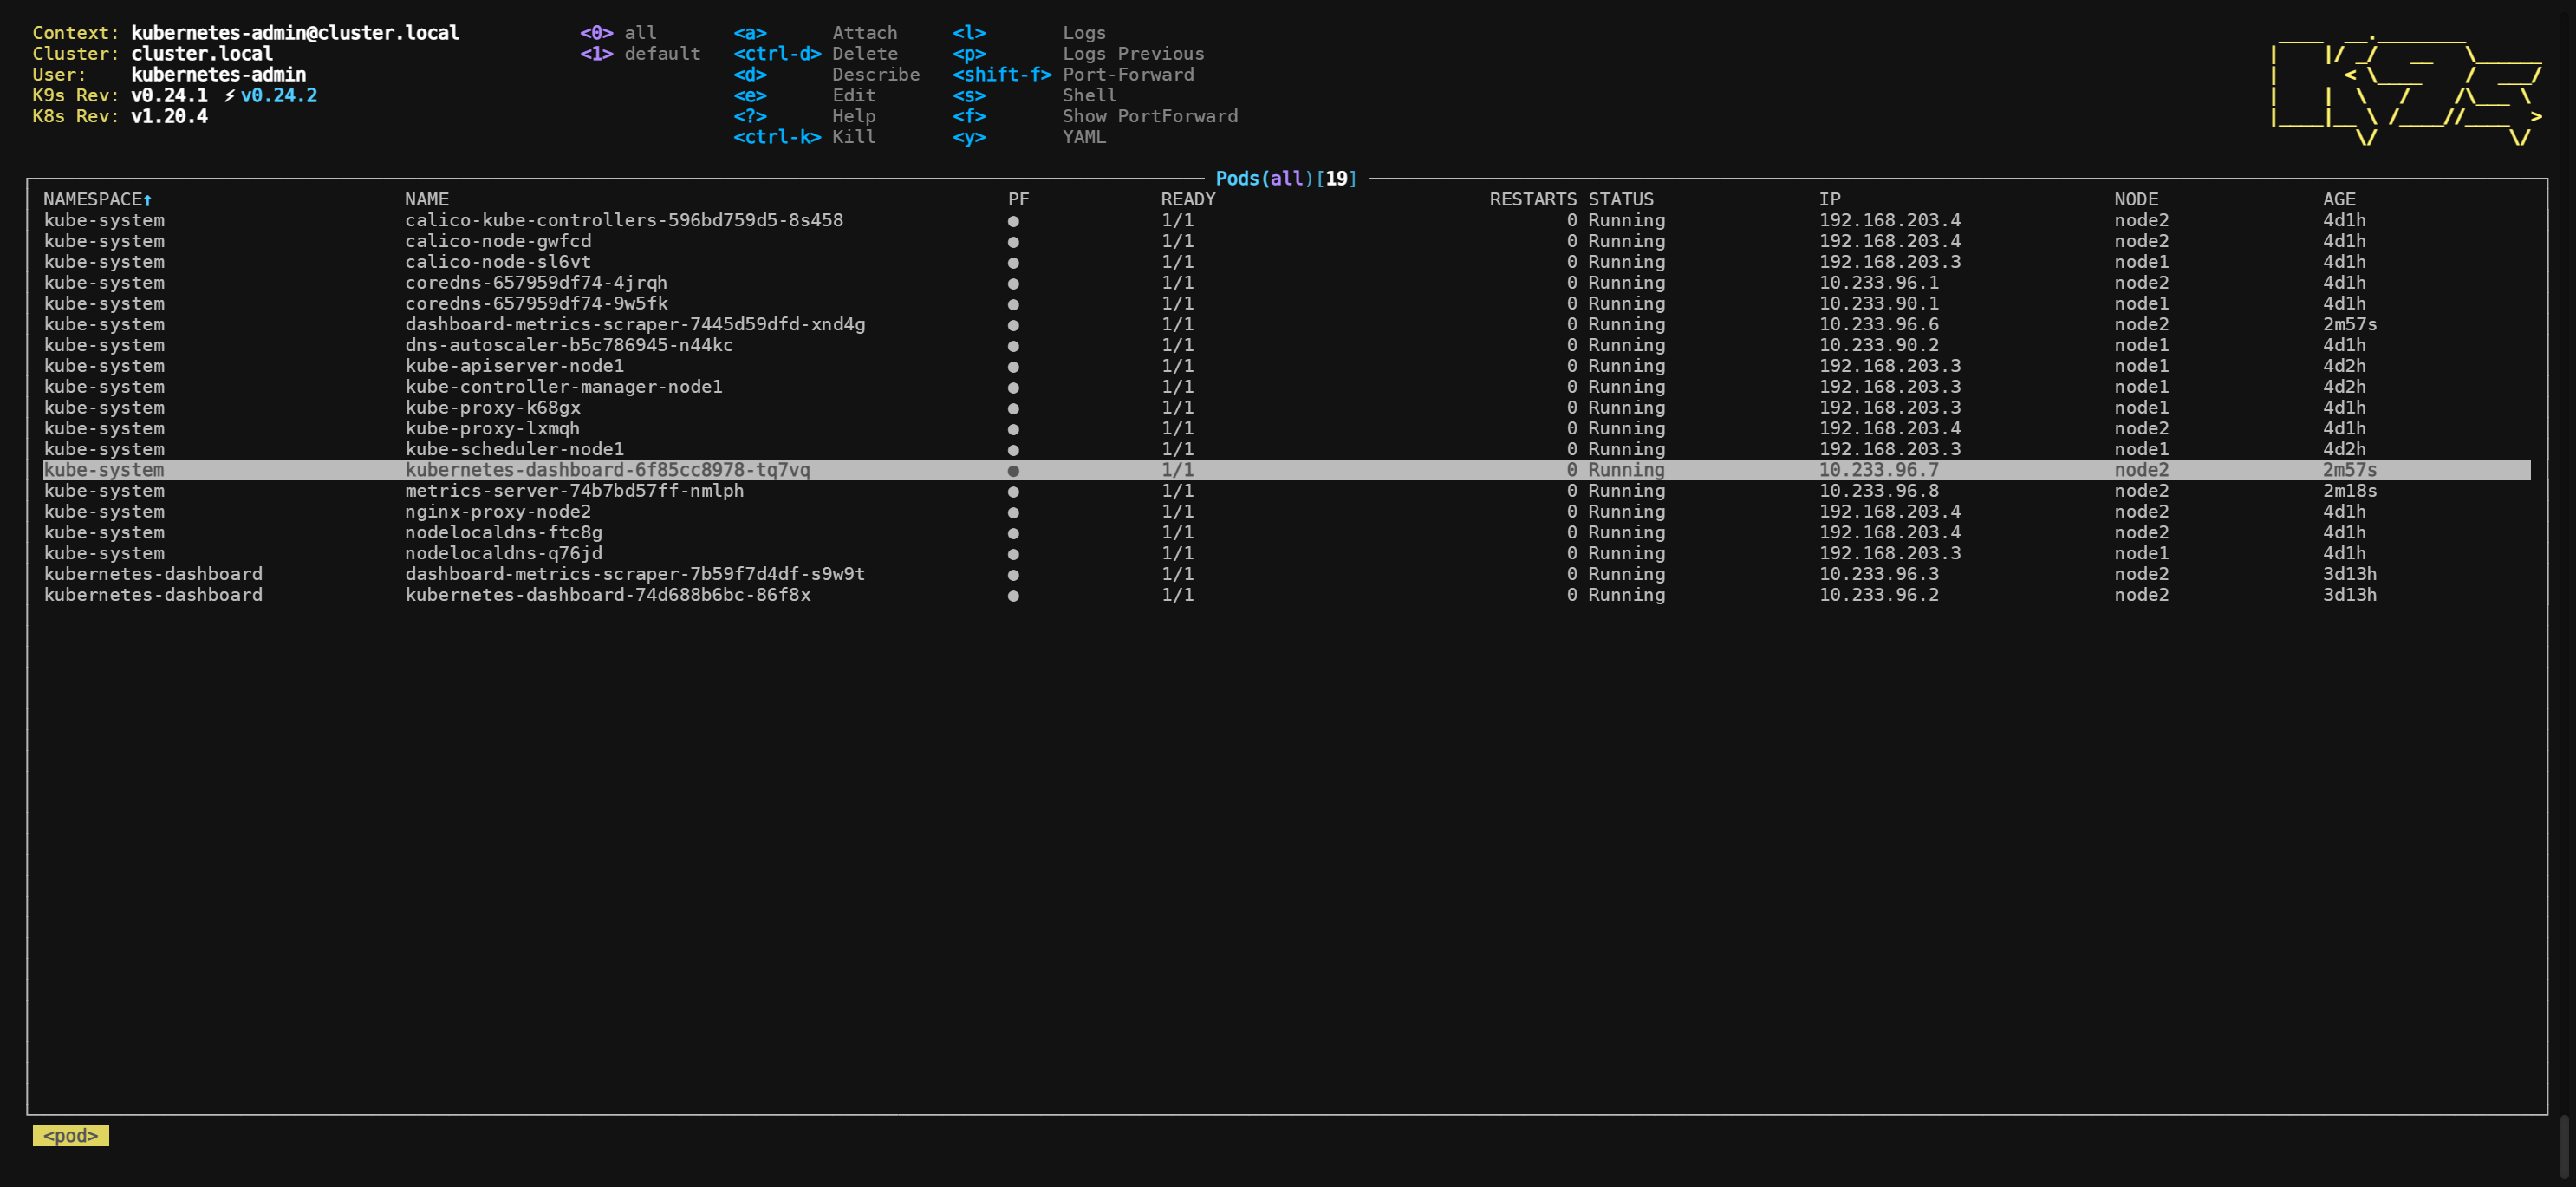 Context: kubernetes-admin@cluster.local <0> all <a> Attach <l> Logs
Cluster: cluster.local <1> default <ctrl-d> Delete <p> Logs Previous
User: kubernetes-admin <d> Describe <shift-f> Port-Forward
K9s Rev: v0.24.1 ⚡v0.24.2 <e> Edit <s> Shell
K8s Rev: v1.20.4 <?> Help <f> Show PortForward
<ctrl-k> Kill <y> YAML
Pods(all)[19]
NAMESPACE↑ NAME PF READY RESTARTS STATUS IP NODE AGE
kube-system calico-kube-controllers-596bd759d5-8s458 ● 1/1 0 Running 192.168.203.4 node2 4d1h
kube-system calico-node-gwfcd ● 1/1 0 Running 192.168.203.4 node2 4d1h
kube-system calico-node-sl6vt ● 1/1 0 Running 192.168.203.3 node1 4d1h
kube-system coredns-657959df74-4jrqh ● 1/1 0 Running 10.233.96.1 node2 4d1h
kube-system coredns-657959df74-9w5fk ● 1/1 0 Running 10.233.90.1 node1 4d1h
kube-system dashboard-metrics-scraper-7445d59dfd-xnd4g ● 1/1 0 Running 10.233.96.6 node2 2m57s
kube-system dns-autoscaler-b5c786945-n44kc ● 1/1 0 Running 10.233.90.2 node1 4d1h
kube-system kube-apiserver-node1 ● 1/1 0 Running 192.168.203.3 node1 4d2h
kube-system kube-controller-manager-node1 ● 1/1 0 Running 192.168.203.3 node1 4d2h
kube-system kube-proxy-k68gx ● 1/1 0 Running 192.168.203.3 node1 4d1h
kube-system kube-proxy-lxmqh ● 1/1 0 Running 192.168.203.4 node2 4d1h
kube-system kube-scheduler-node1 ● 1/1 0 Running 192.168.203.3 node1 4d2h
kube-system kubernetes-dashboard-6f85cc8978-tq7vq ● 1/1 0 Running 10.233.96.7 node2 2m57s
kube-system metrics-server-74b7bd57ff-nmlph ● 1/1 0 Running 10.233.96.8 node2 2m18s
kube-system nginx-proxy-node2 ● 1/1 0 Running 192.168.203.4 node2 4d1h
kube-system nodelocaldns-ftc8g ● 1/1 0 Running 192.168.203.4 node2 4d1h
kube-system nodelocaldns-q76jd ● 1/1 0 Running 192.168.203.3 node1 4d1h
kubernetes-dashboard dashboard-metrics-scraper-7b59f7d4df-s9w9t ● 1/1 0 Running 10.233.96.3 node2 3d13h
kubernetes-dashboard kubernetes-dashboard-74d688b6bc-86f8x ● 1/1 0 Running 10.233.96.2 node2 3d13h
<pod>